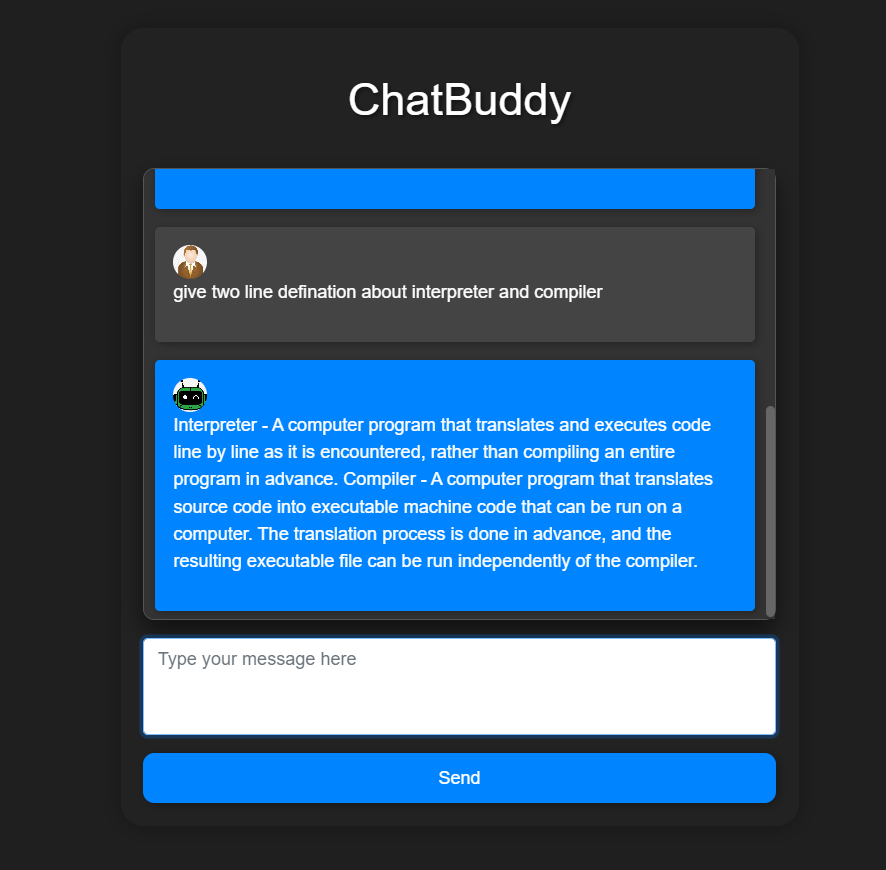 ChatBuddy
give two line defination about interpreter and compiler
Interpreter - A computer program that translates and executes code
line by line as it is encountered, rather than compiling an entire
program in advance. Compiler - A computer program that translates
source code into executable machine code that can be run on a
computer. The translation process is done in advance, and the
resulting executable file can be run independently of the compiler.
Type your message here
Send